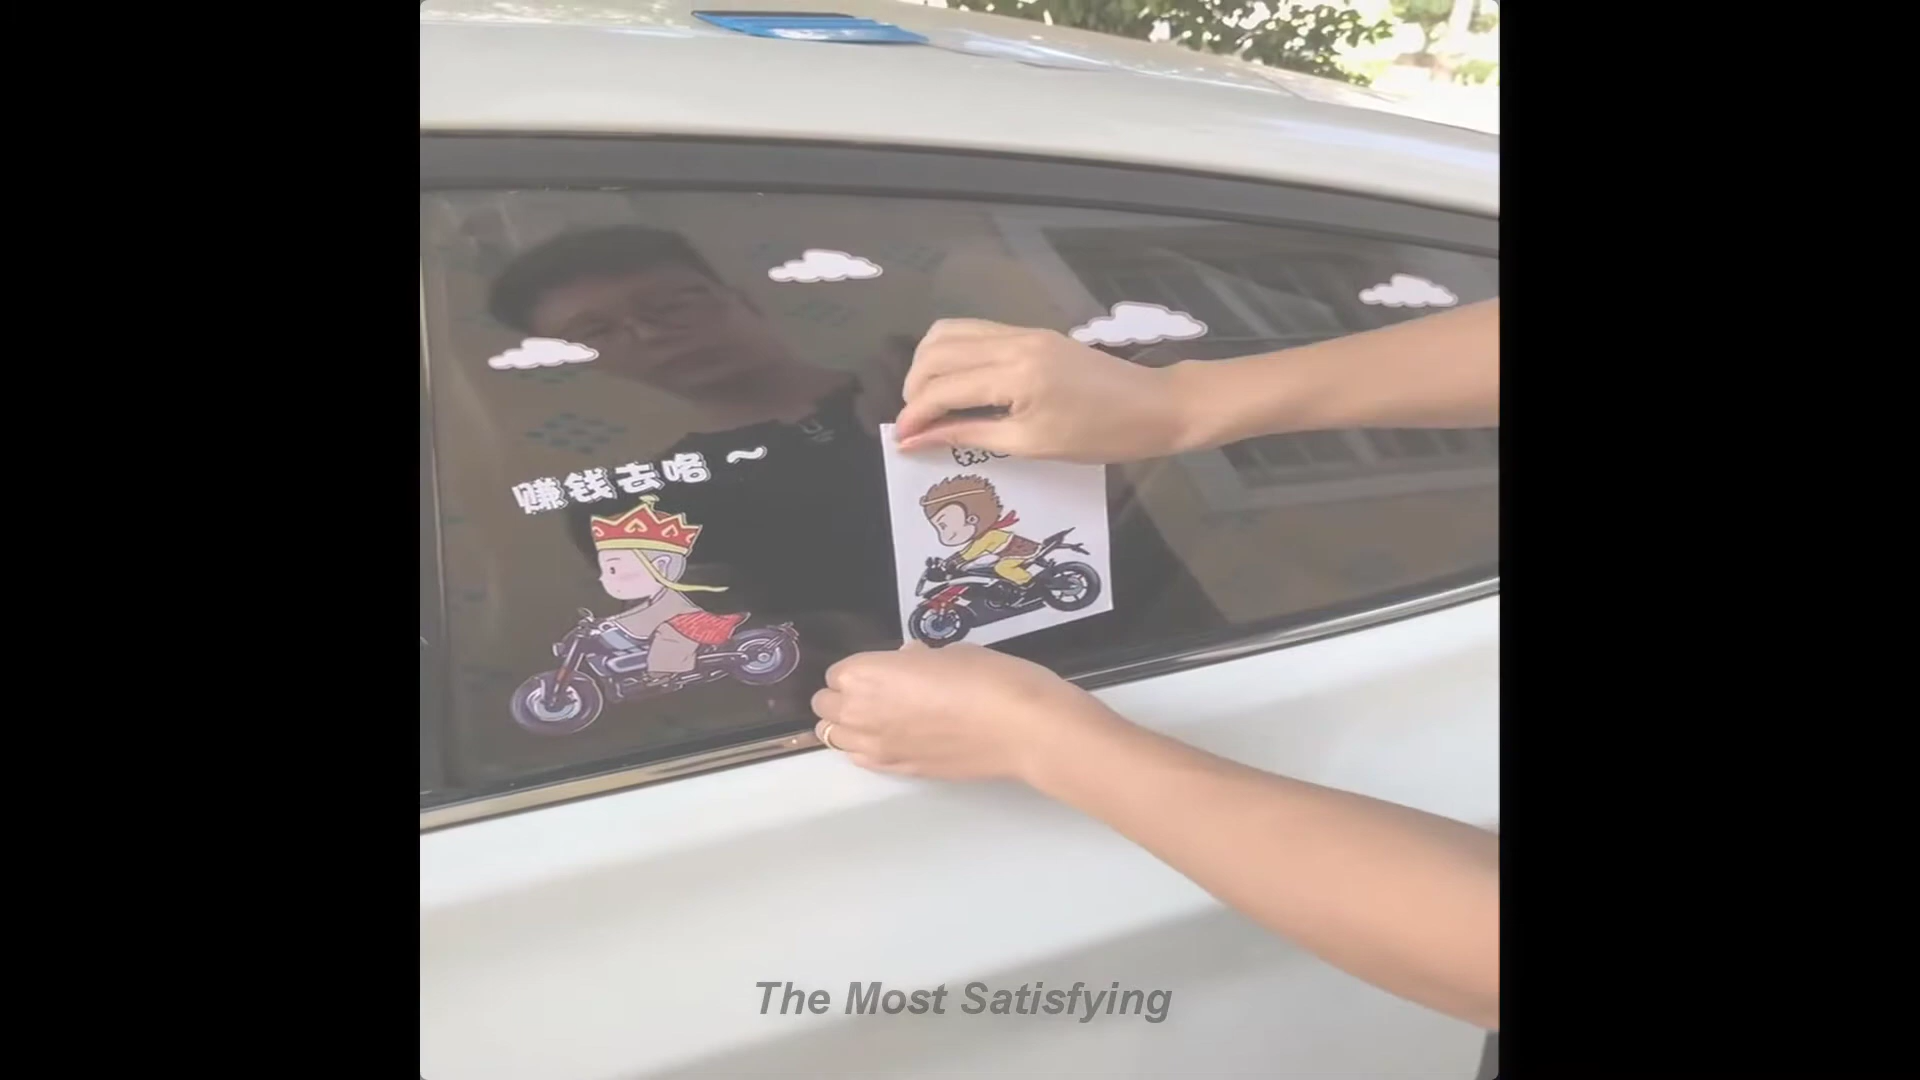 赚钱去咯 ~
The Most Satisfying